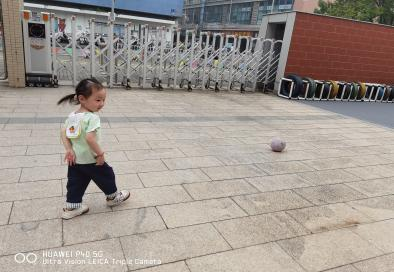 HUAWEI P40 5G
Ultra Vision LEICA Triple Camera